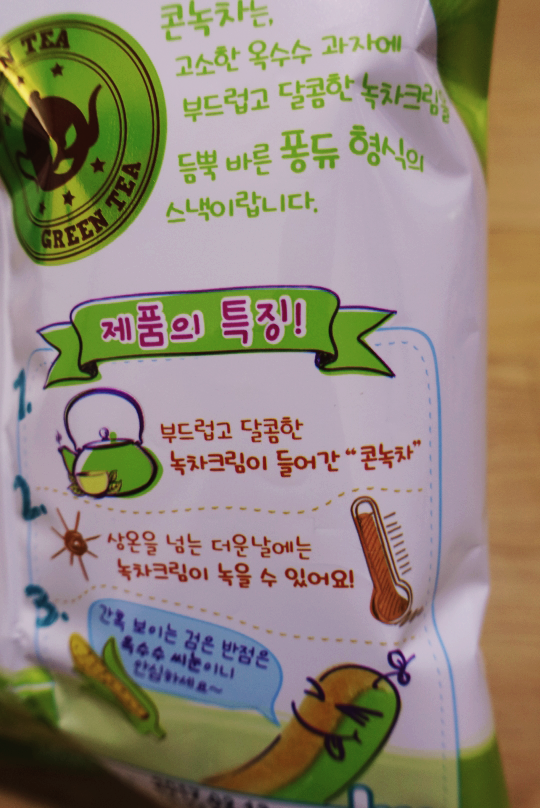 GREEN TEA
GREEN TEA
콘녹차는,
고소한 옥수수 과자에
부드럽고 달콤한 녹차크림을
듬뿍 바른 퐁듀 형식의
스낵이랍니다.
제품의 특징!
1.
부드럽고 달콤한
녹차크림이 들어간 “콘녹차”
2.
상온을 넘는 더운날에는
녹차크림이 녹을 수 있어요!
3.
간혹 보이는 검은 반점은
옥수수 씨눈이니
안심하세요~